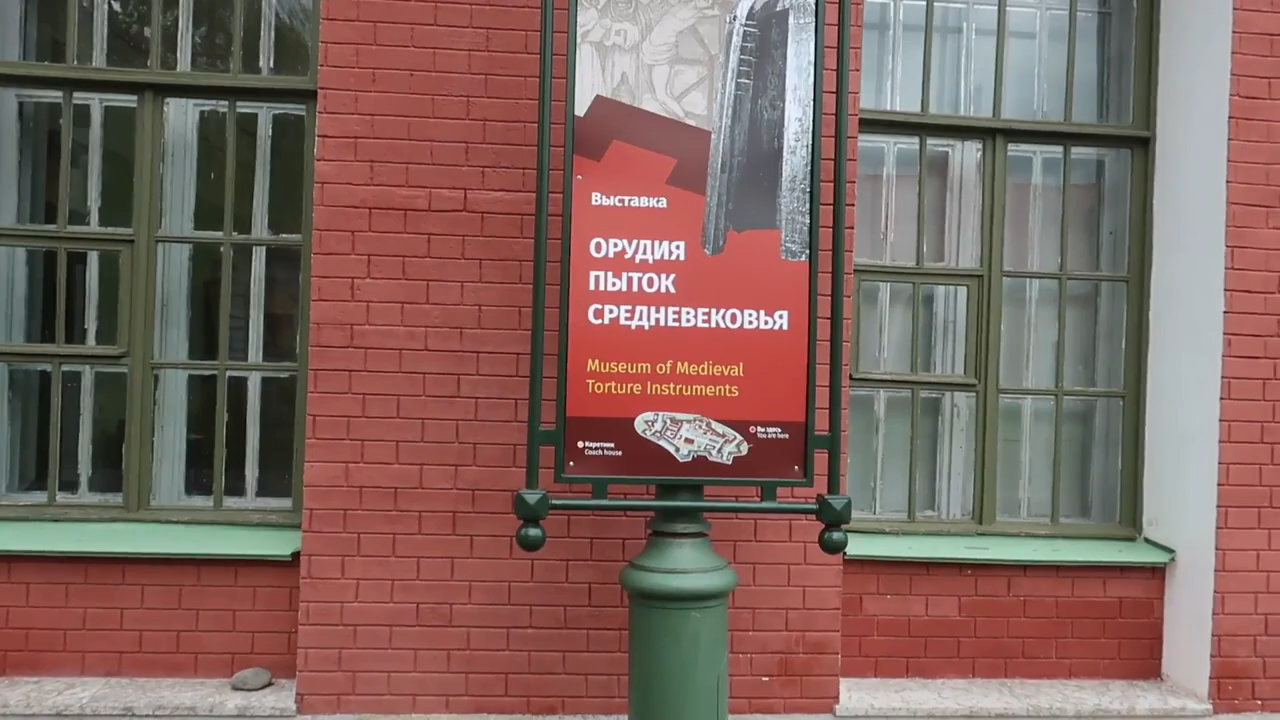 Выставка
ОРУДИЯ
ПЫТОК
СРЕДНЕВЕКОВЬЯ
Museum of Medieval
Torture Instruments
Каретник
Coach house
Вы здесь
You are here